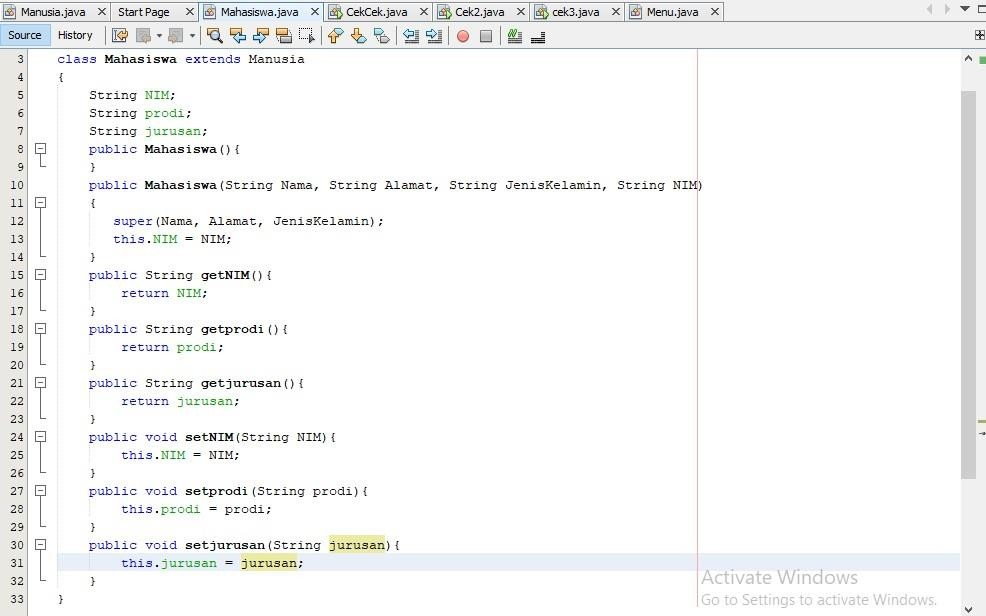 Manusia.java Start Page Mahasiswa.java CekCek.java Cek2.java cek3.java Menu.java
Source History
3 class Mahasiswa extends Manusia
4 {
5 String NIM;
6 String prodi;
7 String jurusan;
8 public Mahasiswa(){
9 }
10 public Mahasiswa(String Nama, String Alamat, String JenisKelamin, String NIM)
11 {
12 super(Nama, Alamat, JenisKelamin);
13 this.NIM = NIM;
14 }
15 public String getNIM(){
16 return NIM;
17 }
18 public String getprodi(){
19 return prodi;
20 }
21 public String getjurusan(){
22 return jurusan;
23 }
24 public void setNIM(String NIM){
25 this.NIM = NIM;
26 }
27 public void setprodi(String prodi){
28 this.prodi = prodi;
29 }
30 public void setjurusan(String jurusan){
31 this.jurusan = jurusan;
32 }
33 }
Activate Windows
Go to Settings to activate Windows.